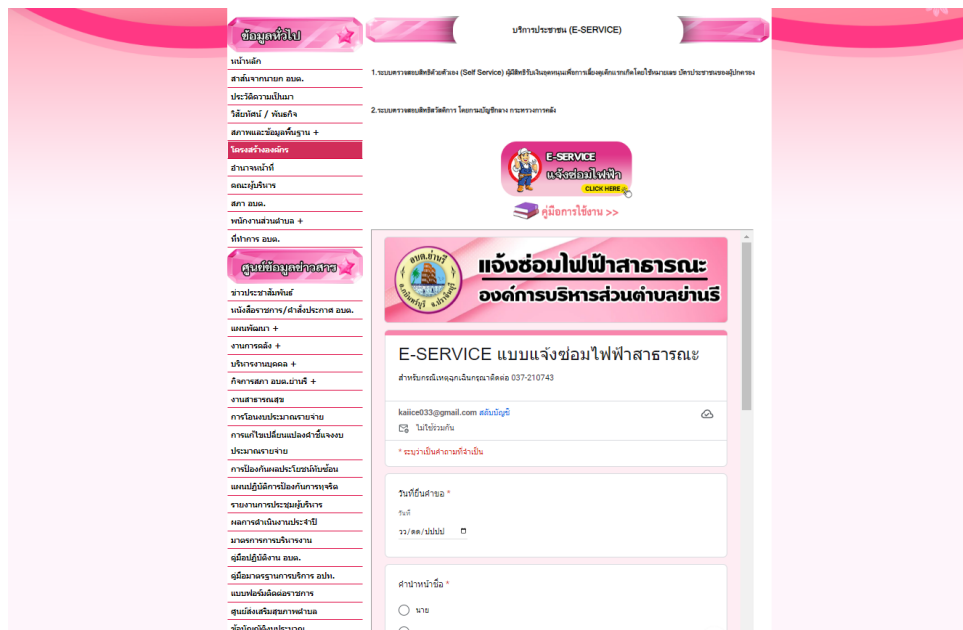 ข้อมูลทั่วไป
หน้าหลัก
สาส์นจากนายก อบต.
ประวัติความเป็นมา
วิสัยทัศน์ / พันธกิจ
สภาพและข้อมูลพื้นฐาน +
โครงสร้างองค์กร
อำนาจหน้าที่
คณะผู้บริหาร
สภา อบต.
พนักงานส่วนตำบล +
ที่ทำการ อบต.
ศูนย์ข้อมูลข่าวสาร
ข่าวประชาสัมพันธ์
หนังสือราชการ/คำสั่งประกาศ อบต.
แผนพัฒนา +
งานการคลัง +
บริหารงานบุคคล +
กิจการสภา อบต.ย่านรี +
งานสาธารณสุข
การโอนงบประมาณรายจ่าย
การแก้ไขเปลี่ยนแปลงคำชี้แจงงบ
ประมาณรายจ่าย
การป้องกันผลประโยชน์ทับซ้อน
แผนปฏิบัติการป้องกันการทุจริต
รายงานการประชุมผู้บริหาร
ผลการดำเนินงานประจำปี
มาตรการการบริหารงาน
คู่มือปฏิบัติงาน อบต.
คู่มือมาตรฐานการบริการ อปท.
แบบฟอร์มติดต่อราชการ
ศูนย์ส่งเสริมสุขภาพตำบล
ข้อบัญญัติงบประมาณ
บริการประชาชน (E-SERVICE)
1.ระบบตรวจสอบสิทธิด้วยตัวเอง (Self Service) ผู้มีสิทธิรับเงินอุดหนุนเพื่อการเลี้ยงดูเด็กแรกเกิดโดยใช้หมายเลข บัตรประชาชนของผู้ปกครอง
2.ระบบตรวจสอบสิทธิสวัสดิการ โดยกรมบัญชีกลาง กระทรวงการคลัง
E-SERVICE
แจ้งซ่อมไฟฟ้า
CLICK HERE
คู่มือการใช้งาน >>
อบต.ย่านรี
อ.กบินทร์บุรี จ.ปราจีนบุรี
แจ้งซ่อมไฟฟ้าสาธารณะ
องค์การบริหารส่วนตำบลย่านรี
E-SERVICE แบบแจ้งซ่อมไฟฟ้าสาธารณะ
สำหรับกรณีเหตุฉุกเฉินกรุณาติดต่อ 037-210743
kaiice033@gmail.com สลับบัญชี
ไม่ใช้ร่วมกัน
* ระบุว่าเป็นคำถามที่จำเป็น
วันที่ยื่นคำขอ *
วันที่
วว/ดด/ปปปป
คำนำหน้าชื่อ *
นาย